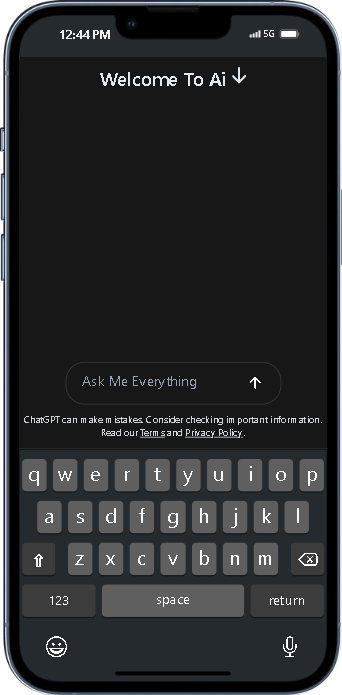 12:44 PM 5G
Welcome To Ai
Ask Me Everything
ChatGPT can make mistakes. Consider checking important information.
Read our Terms and Privacy Policy.
q w e r t y u i o p
a s d f g h j k l
z x c v b n m
123 space return